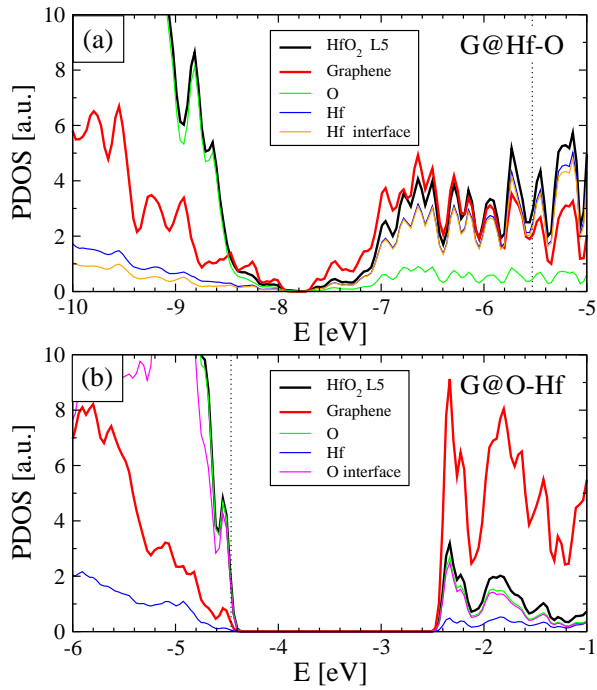 10
8
6
4
2
0
PDOS [a.u.]
(a)
HfO2 L5
Graphene
O
Hf
Hf interface
G@Hf-O
-10 -9 -8 -7 -6 -5
E [eV]
10
8
6
4
2
0
PDOS [a.u.]
(b)
HfO2 L5
Graphene
O
Hf
O interface
G@O-Hf
-6 -5 -4 -3 -2 -1
E [eV]